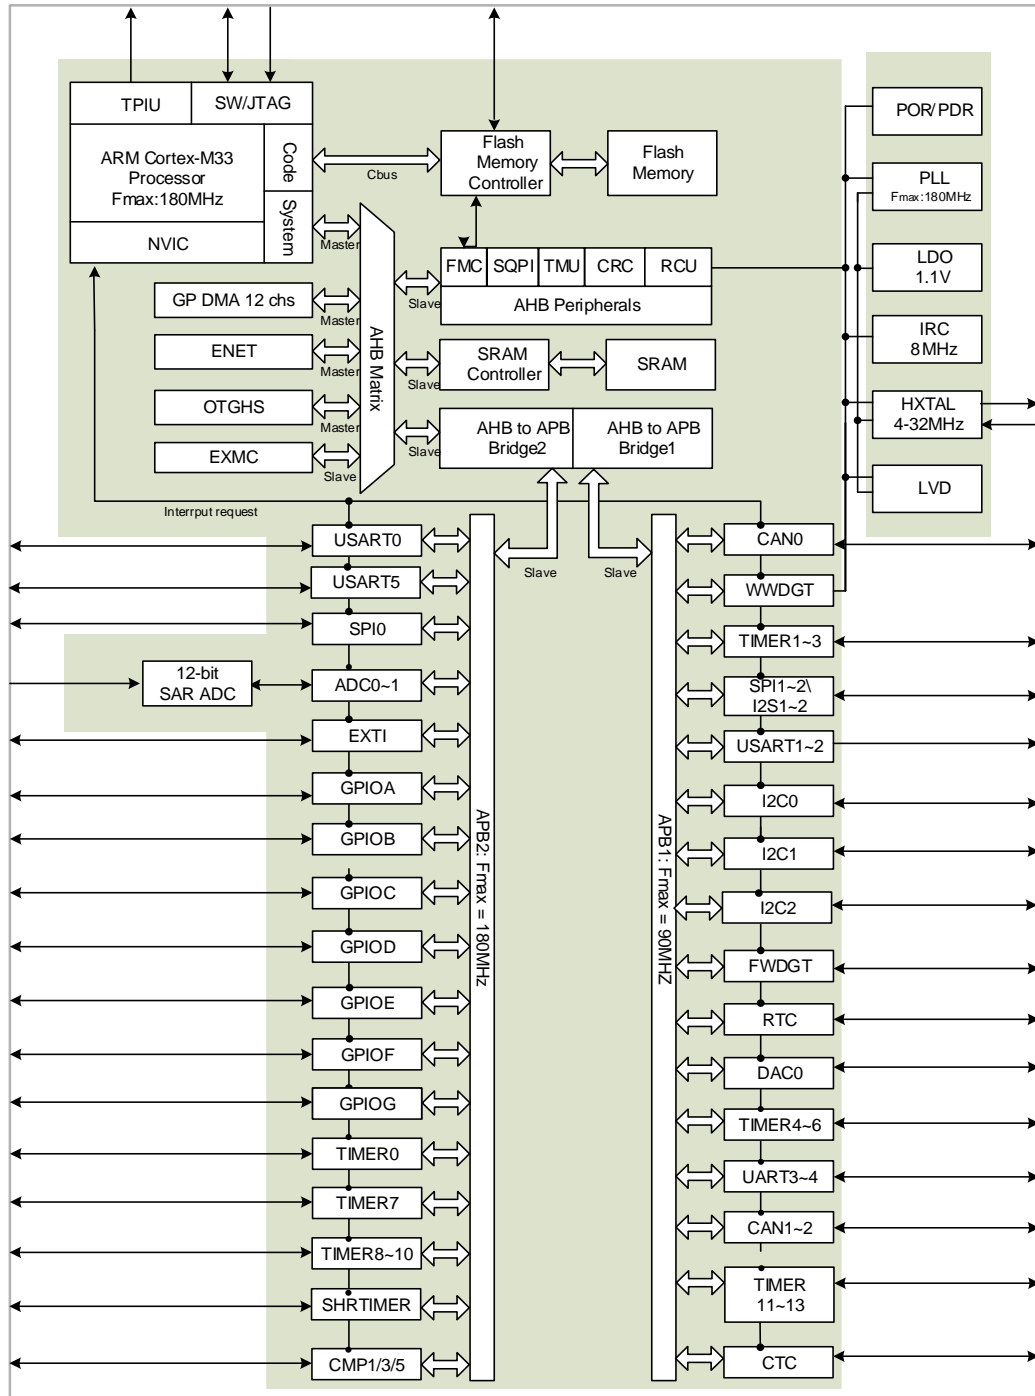 TPIU
SW/JTAG
ARM Cortex-M33
Processor
Fmax:180MHz
Code
System
NVIC
Cbus
Flash
Memory
Controller
Flash
Memory
POR/PDR
PLL
Fmax:180MHz
LDO
1.1V
IRC
8MHz
HXTAL
4-32MHz
LVD
Master
FMC
SQPI
TMU
CRC
RCU
AHB Peripherals
Slave
GP DMA 12 chs
Master
AHB Matrix
ENET
Master
SRAM
Controller
SRAM
Slave
OTGHS
Master
AHB to APB
Bridge2
AHB to APB
Bridge1
Slave
EXMC
Slave
Interrput request
Slave
Slave
USART0
USART5
SPI0
12-bit
SAR ADC
ADC0~1
EXTI
GPIOA
GPIOB
GPIOC
GPIOD
GPIOE
GPIOF
GPIOG
TIMER0
TIMER7
TIMER8~10
SHRTIMER
CMP1/3/5
APB2: Fmax = 180MHz
APB1: Fmax = 90MHZ
CAN0
WWDGT
TIMER1~3
SPI1~2\
I2S1~2
USART1~2
I2C0
I2C1
I2C2
FWDGT
RTC
DAC0
TIMER4~6
UART3~4
CAN1~2
TIMER
11~13
CTC